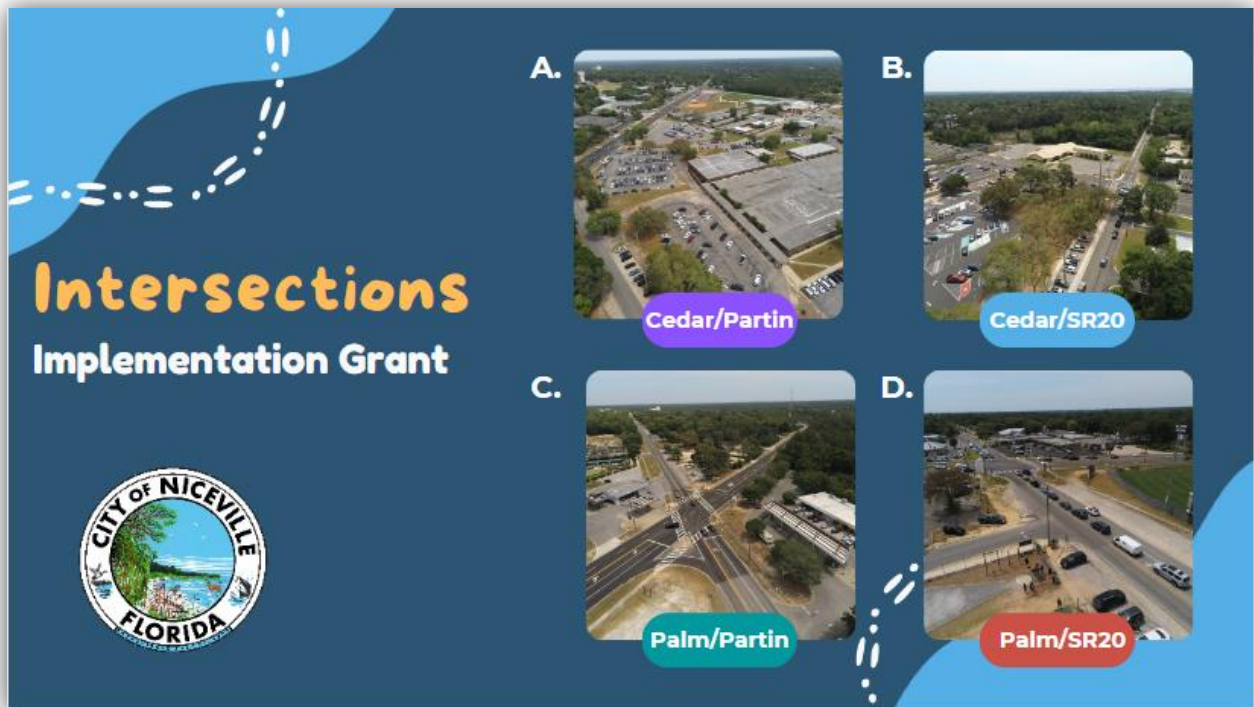 Intersections
Implementation Grant
CITY OF NICEVILLE
FLORIDA
A.
Cedar/Partin
B.
Cedar/SR20
C.
Palm/Partin
D.
Palm/SR20